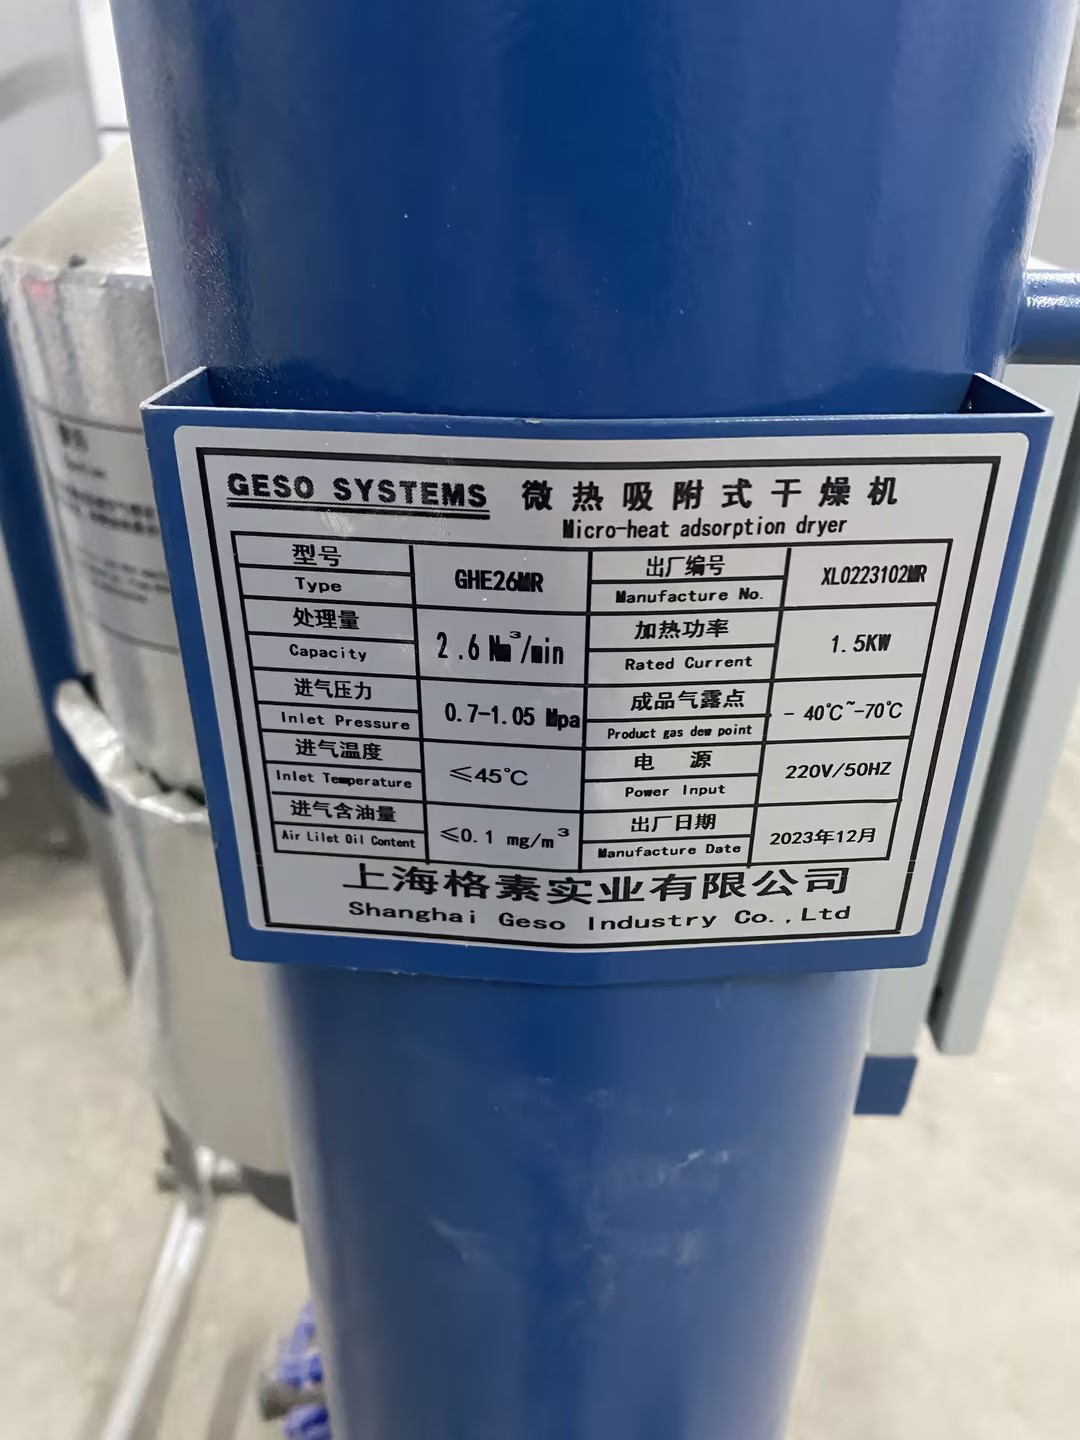 GESO SYSTEMS 微热吸附式干燥机
Micro-heat adsorption dryer
型号
Type
GHE26MR
出厂编号
Manufacture No.
XL0223102MR
处理量
Capacity
2.6 Nm³/min
加热功率
Rated Current
1.5KW
进气压力
Inlet Pressure
0.7-1.05 Mpa
成品气露点
Product gas dew point
- 40℃~-70℃
进气温度
Inlet Temperature
≤45℃
电 源
Power Input
220V/50HZ
进气含油量
Air Lilet Oil Content
≤0.1 mg/m³
出厂日期
Manufacture Date
2023年12月
上海格素实业有限公司
Shanghai Geso Industry Co.,Ltd